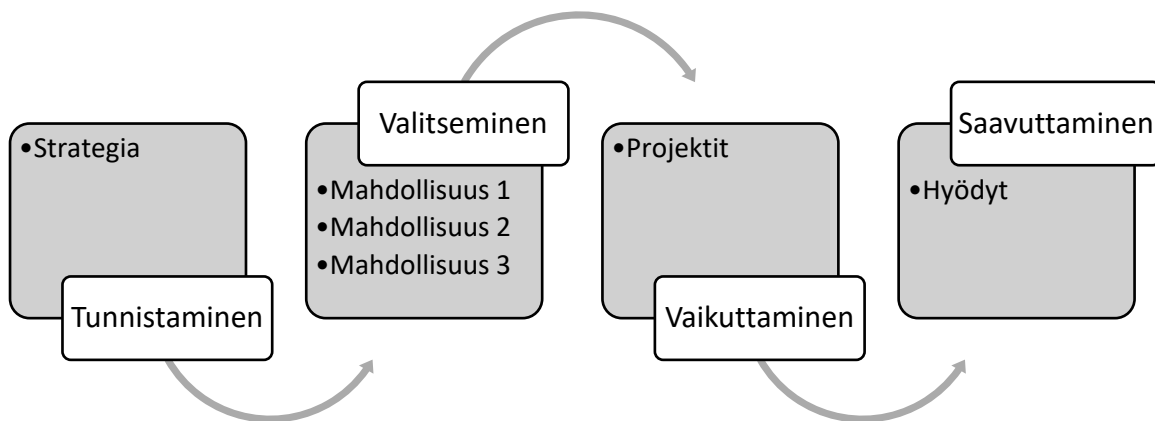 •Strategia
Tunnistaminen
Valitseminen
•Mahdollisuus 1
•Mahdollisuus 2
•Mahdollisuus 3
•Projektit
Vaikuttaminen
Saavuttaminen
•Hyödyt